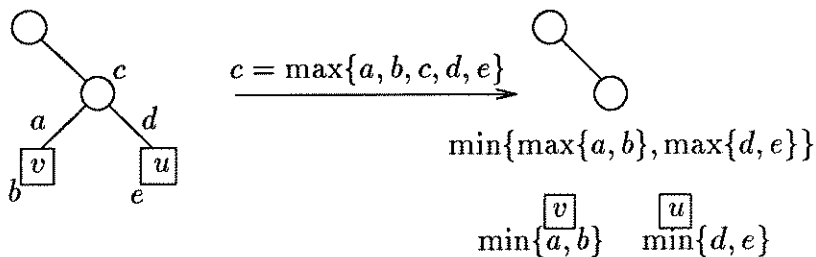 c
c = max{a, b, c, d, e}
a d
v u
b e
min{max{a, b}, max{d, e}}
v u
min{a, b} min{d, e}